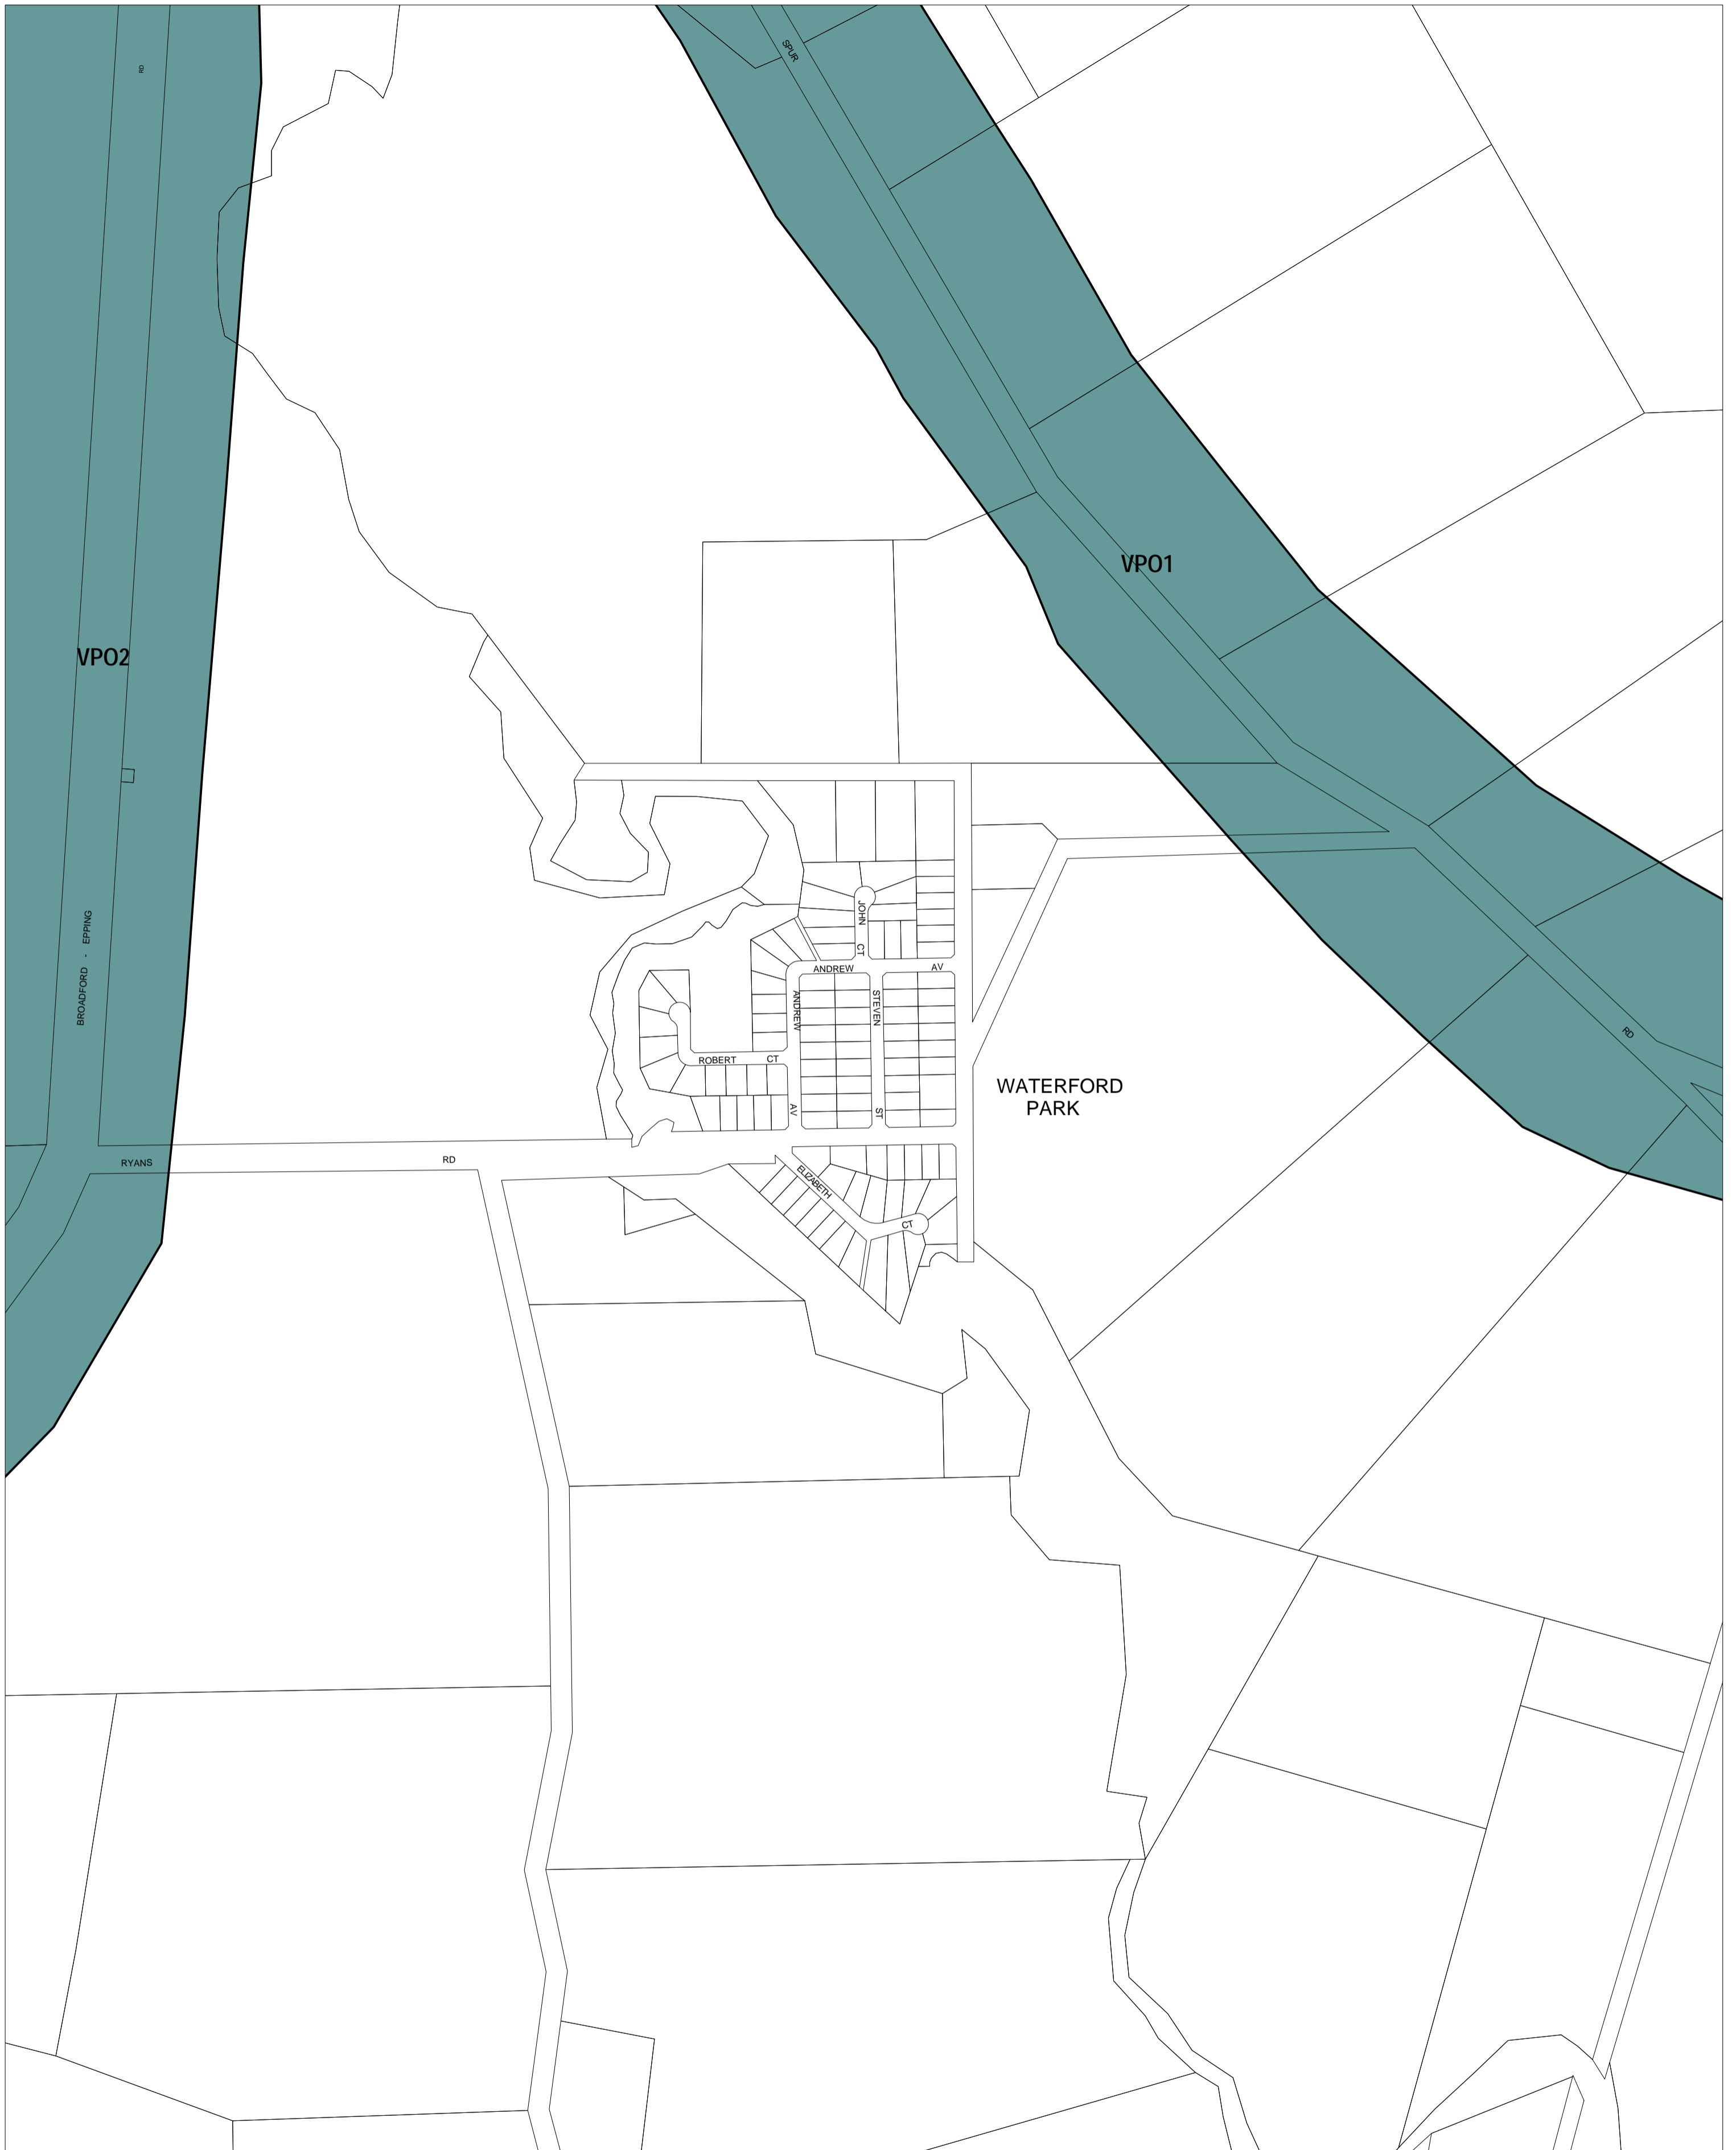 RD
SPUR
VPO1
VPO2
BROADFORD - EPPING
JOHN
CT
ANDREW
AV
ANDREW
STEVEN
RD
ROBERT
CT
WATERFORD
PARK
AV
ST
RYANS
RD
ELIZABETH
CT